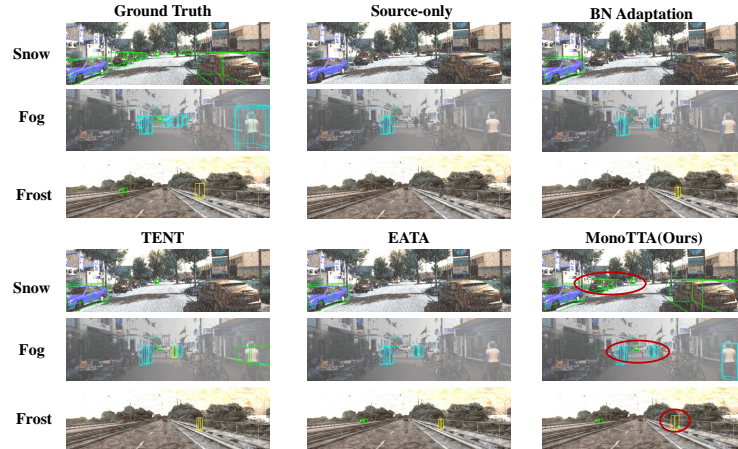 Ground Truth Source-only BN Adaptation
Snow
Fog
Frost
TENT EATA MonoTTA(Ours)
Snow
Fog
Frost